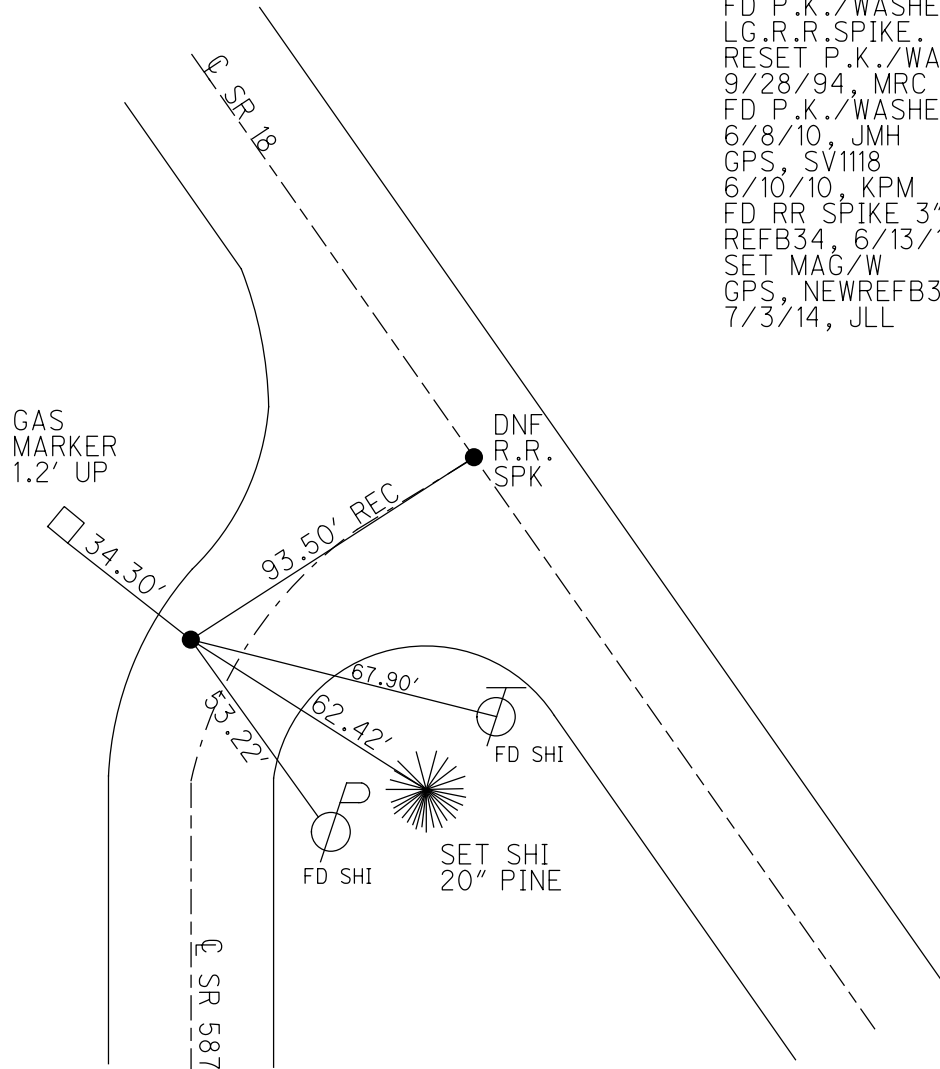 FD P.K./WASHE
LG.R.R.SPIKE.
RESET P.K./WA
9/28/94, MRC
FD P.K./WASHE
6/8/10, JMH
GPS, SV1118
6/10/10, KPM
FD RR SPIKE 3"
REFB34, 6/13/1
SET MAG/W
GPS, NEWREFB3
7/3/14, JLL
℄ SR 18
GAS
MARKER
1.2' UP
DNF
R.R.
SPK
93.50' REC
34.30'
67.90'
62.42'
53.22'
FD SHI
SET SHI
20" PINE
FD SHI
℄ SR 587